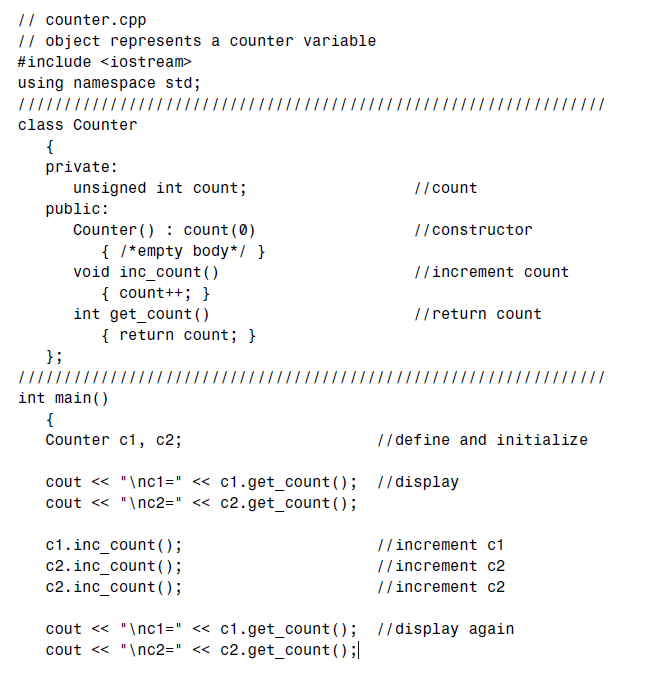 // counter.cpp
// object represents a counter variable
#include <iostream>
using namespace std;
////////////////////////////////////////////////////////////////
class Counter
{
private:
unsigned int count; //count
public:
Counter() : count(0) //constructor
{ /*empty body*/ }
void inc_count() //increment count
{ count++; }
int get_count() //return count
{ return count; }
};
////////////////////////////////////////////////////////////////
int main()
{
Counter c1, c2; //define and initialize
cout << "\nc1=" << c1.get_count(); //display
cout << "\nc2=" << c2.get_count();
c1.inc_count(); //increment c1
c2.inc_count(); //increment c2
c2.inc_count(); //increment c2
cout << "\nc1=" << c1.get_count(); //display again
cout << "\nc2=" << c2.get_count();